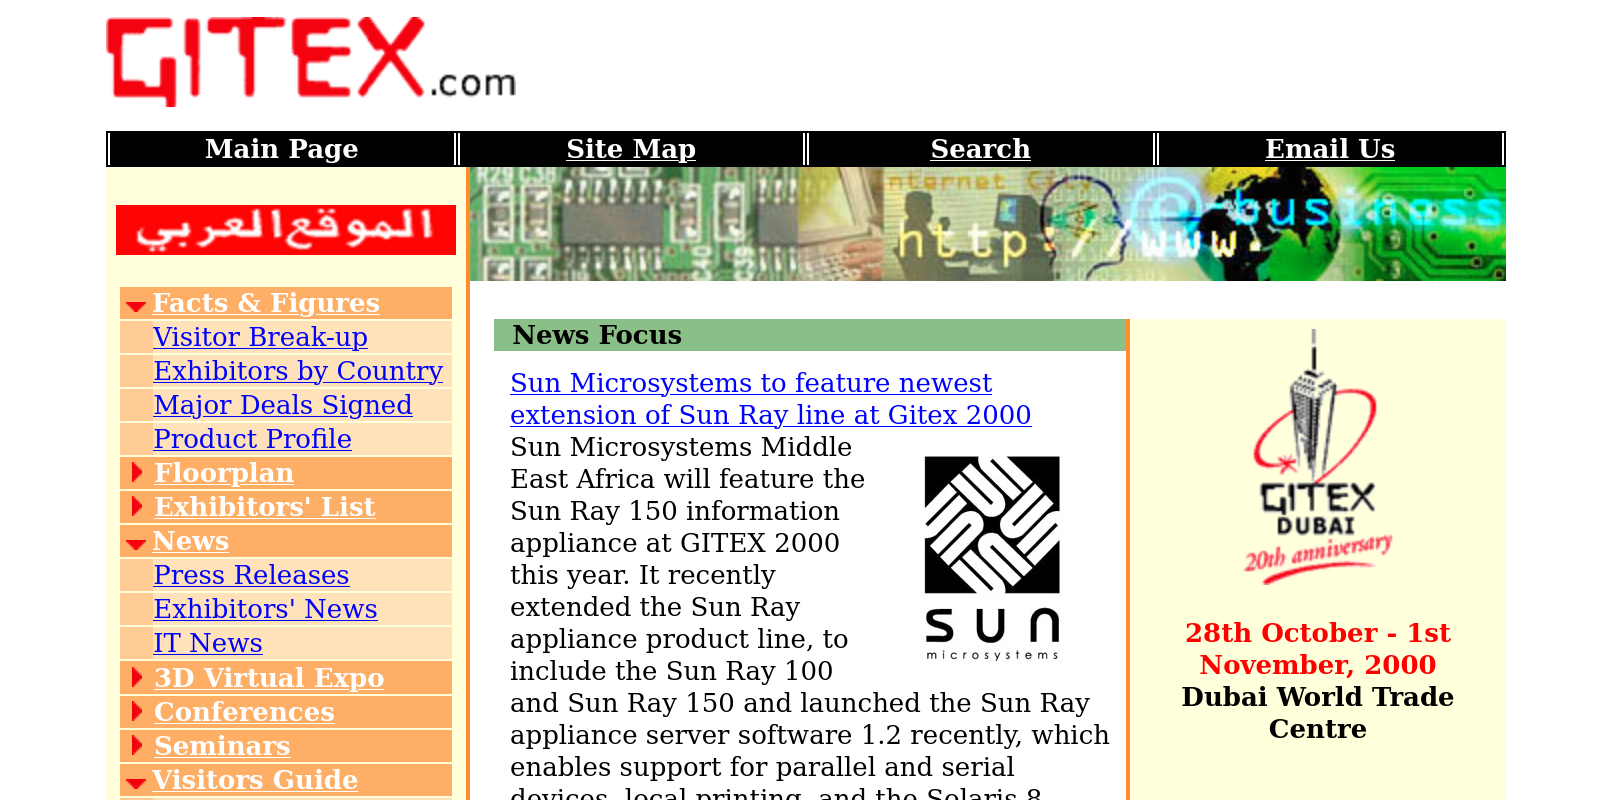 GITEX.com
Main Page
Site Map
Search
Email Us
الموقع العربي
R29 C38
C40
C39
Internet City
@-business
http://www.
Facts & Figures
Visitor Break-up
Exhibitors by Country
Major Deals Signed
Product Profile
Floorplan
Exhibitors' List
News
Press Releases
Exhibitors' News
IT News
3D Virtual Expo
Conferences
Seminars
Visitors Guide
News Focus
Sun Microsystems to feature newest
extension of Sun Ray line at Gitex 2000
Sun Microsystems Middle
East Africa will feature the
Sun Ray 150 information
appliance at GITEX 2000
this year. It recently
extended the Sun Ray
appliance product line, to
include the Sun Ray 100
and Sun Ray 150 and launched the Sun Ray
appliance server software 1.2 recently, which
enables support for parallel and serial
devices, local printing, and the Solaris 8
Sun
microsystems
GITEX
DUBAI
20th anniversary
28th October - 1st
November, 2000
Dubai World Trade
Centre